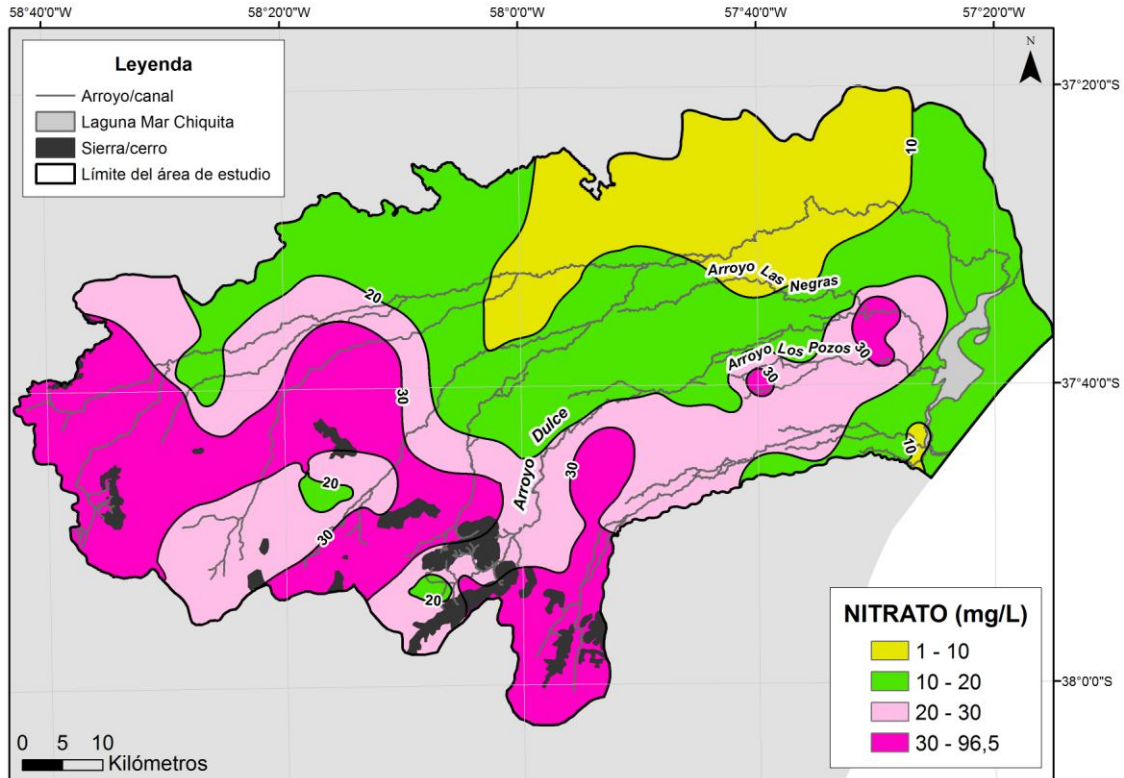 58°40'0"W 58°20'0"W 58°0'0"W 57°40'0"W 57°20'0"W
Leyenda
Arroyo/canal
Laguna Mar Chiquita
Sierra/cerro
Límite del área de estudio
N
37°20'0"S
10
20
Arroyo Las Negras
Arroyo Los Pozos
30
30
37°40'0"S
30
Arroyo Dulce
30
10
20
30
20
NITRATO (mg/L)
1 - 10
10 - 20
20 - 30
30 - 96,5
38°0'0"S
0 5 10
Kilómetros